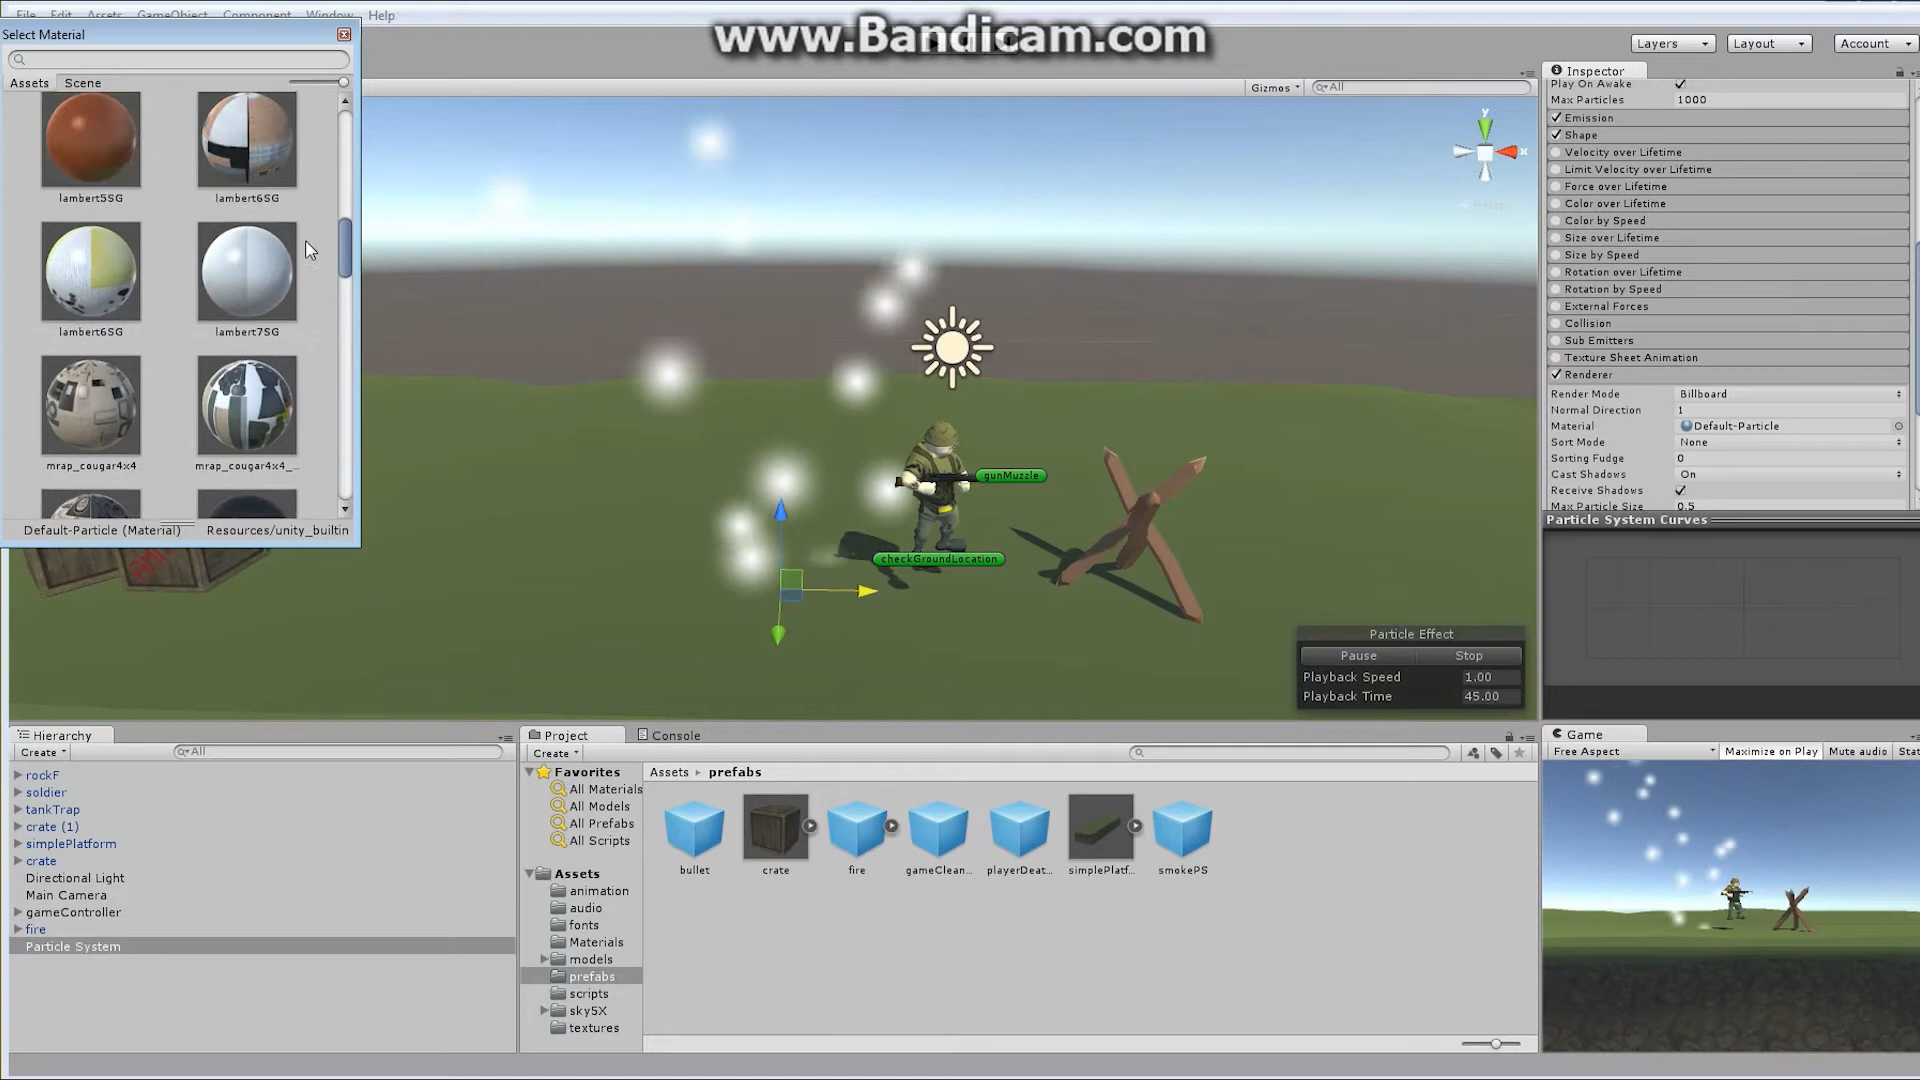 File Edit Assets GameObject Component Window Help
www.Bandicam.com
Select Material
Layers
Layout
Account
Assets Scene
Gizmos
All
Inspector
Play On Awake
Max Particles 1000
Emission
Shape
Velocity over Lifetime
Limit Velocity over Lifetime
Force over Lifetime
Color over Lifetime
Color by Speed
Size over Lifetime
Size by Speed
Rotation over Lifetime
Rotation by Speed
External Forces
Collision
Sub Emitters
Texture Sheet Animation
Renderer
Render Mode Billboard
Normal Direction 1
Material Default-Particle
Sort Mode None
Sorting Fudge 0
Cast Shadows On
Receive Shadows
Max Particle Size 0.5
Particle System Curves
lambert5SG lambert6SG
lambert6SG lambert7SG
mrap_cougar4x4 mrap_cougar4x4_...
Default-Particle (Material) Resources/unity_builtin
y
x
gunMuzzle
checkGroundLocation
Particle Effect
Pause Stop
Playback Speed 1.00
Playback Time 45.00
Hierarchy
Create
All
rockF
soldier
tankTrap
crate (1)
simplePlatform
crate
Directional Light
Main Camera
gameController
fire
Particle System
Project Console
Create
Favorites
All Materials
All Models
All Prefabs
All Scripts
Assets
animation
audio
fonts
Materials
models
prefabs
scripts
sky5X
textures
Assets prefabs
bullet crate fire gameClean... playerDeat... simplePlatf... smokePS
Game
Free Aspect Maximize on Play Mute audio Stat